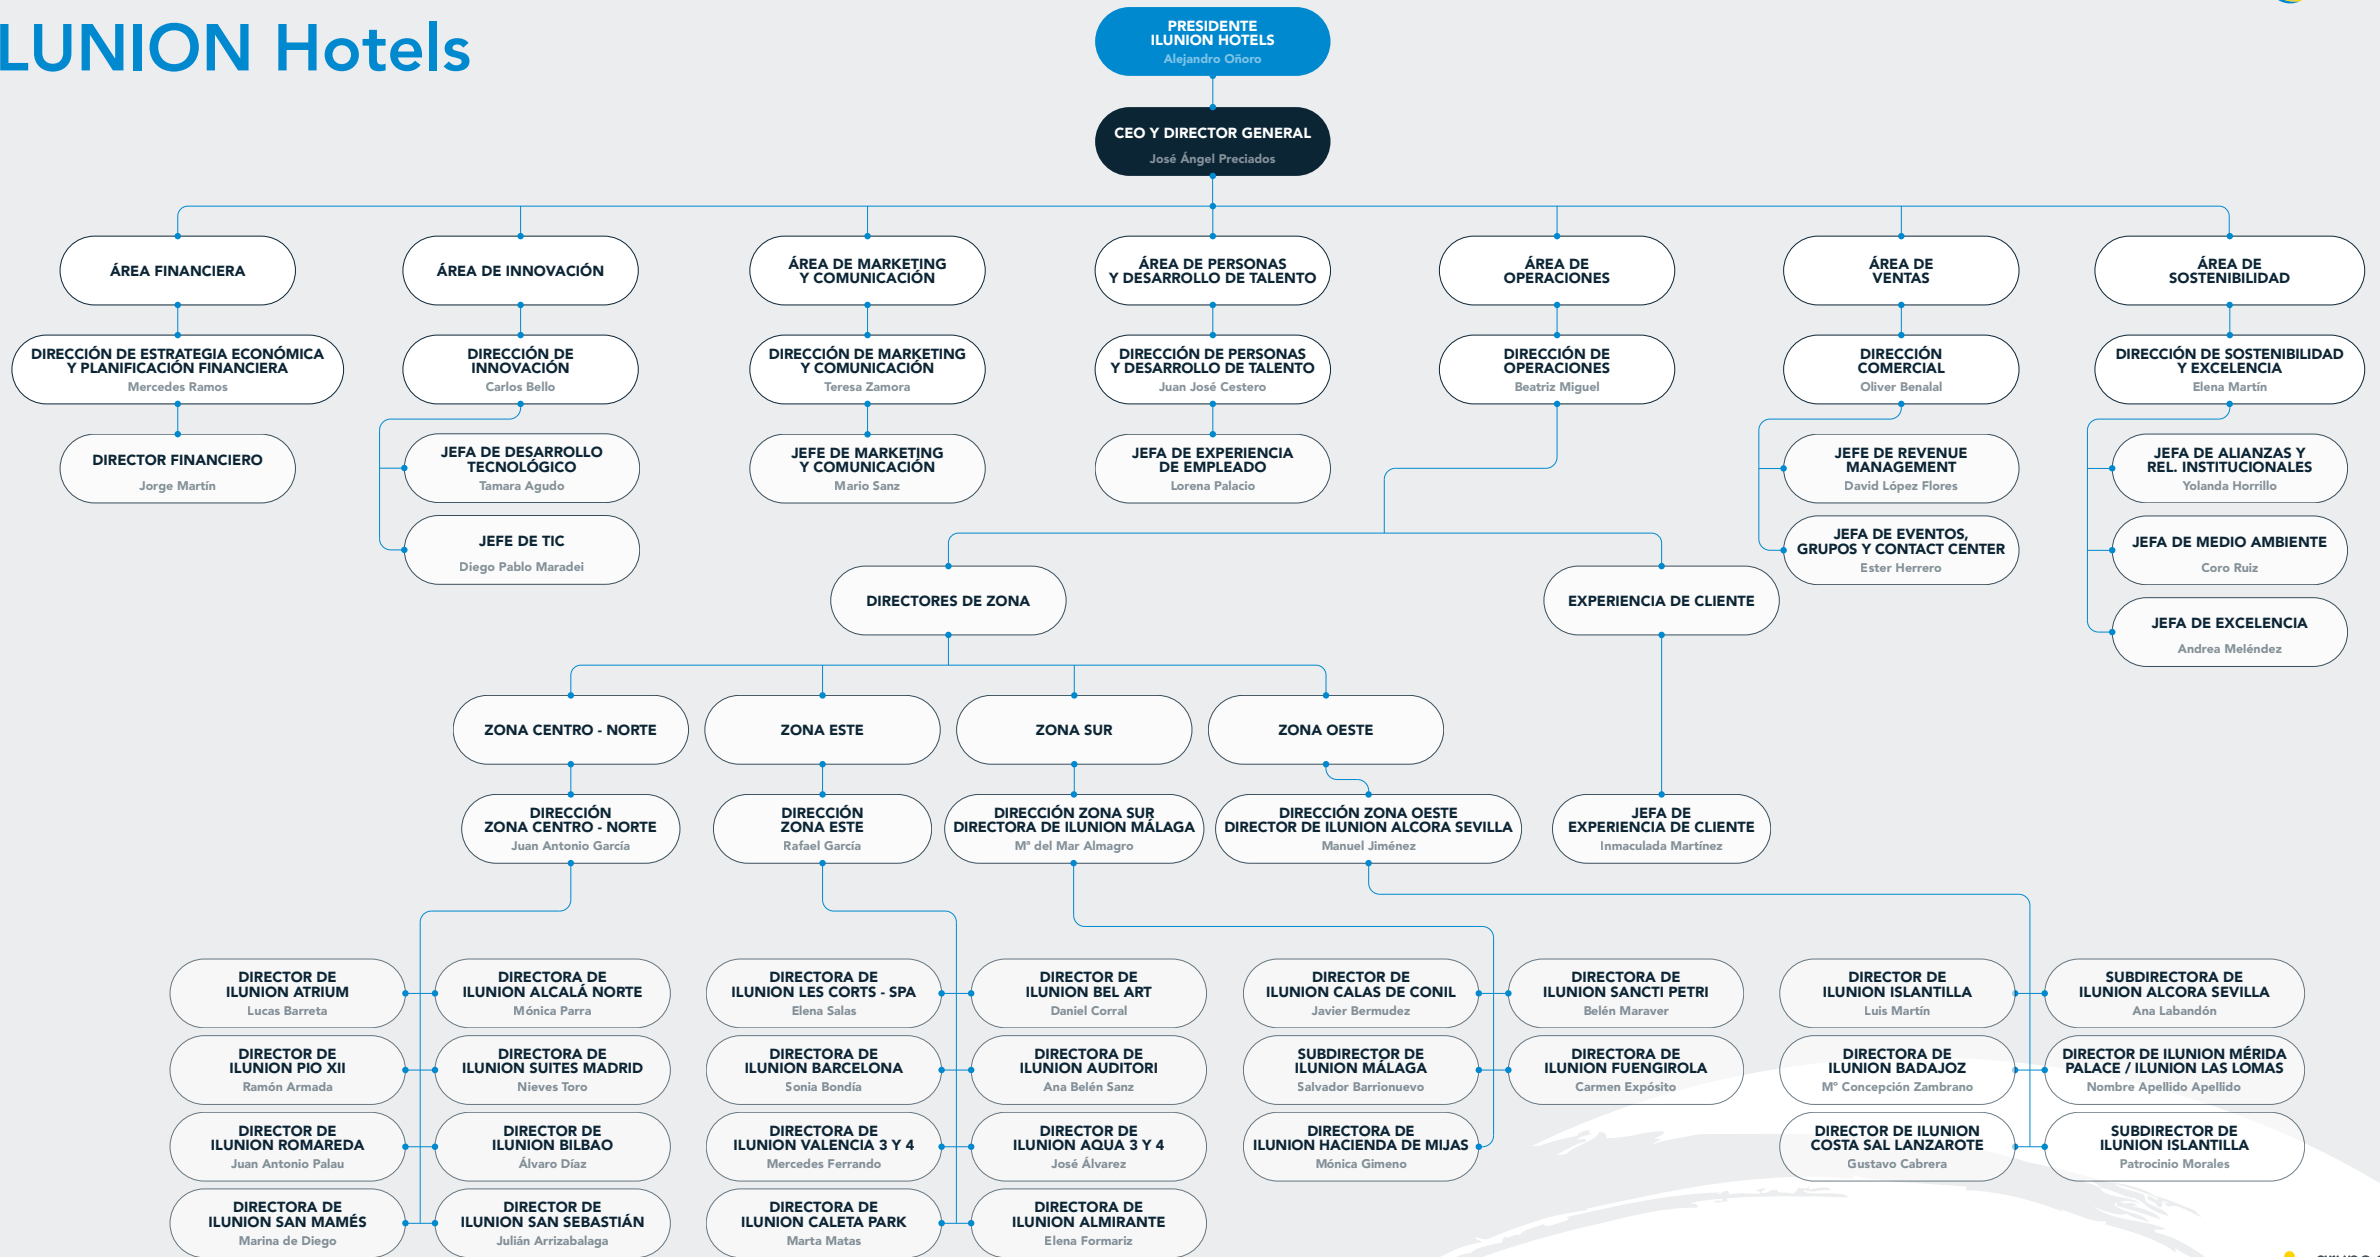 LUNION Hotels
PRESIDENTE
ILUNION HOTELS
Alejandro Oñoro
CEO Y DIRECTOR GENERAL
José Ángel Preciados
ÁREA FINANCIERA
ÁREA DE INNOVACIÓN
ÁREA DE MARKETING
Y COMUNICACIÓN
ÁREA DE PERSONAS
Y DESARROLLO DE TALENTO
ÁREA DE
OPERACIONES
ÁREA DE
VENTAS
ÁREA DE
SOSTENIBILIDAD
DIRECCIÓN DE ESTRATEGIA ECONÓMICA
Y PLANIFICACIÓN FINANCIERA
Mercedes Ramos
DIRECCIÓN DE
INNOVACIÓN
Carlos Bello
DIRECCIÓN DE MARKETING
Y COMUNICACIÓN
Teresa Zamora
DIRECCIÓN DE PERSONAS
Y DESARROLLO DE TALENTO
Juan José Cestero
DIRECCIÓN DE
OPERACIONES
Beatriz Miguel
DIRECCIÓN
COMERCIAL
Oliver Benalal
DIRECCIÓN DE SOSTENIBILIDAD
Y EXCELENCIA
Elena Martín
DIRECTOR FINANCIERO
Jorge Martín
JEFA DE DESARROLLO
TECNOLÓGICO
Tamara Agudo
JEFE DE MARKETING
Y COMUNICACIÓN
Mario Sanz
JEFA DE EXPERIENCIA
DE EMPLEADO
Lorena Palacio
JEFE DE REVENUE
MANAGEMENT
David López Flores
JEFA DE ALIANZAS Y
REL. INSTITUCIONALES
Yolanda Horrillo
JEFE DE TIC
Diego Pablo Maradei
JEFA DE EVENTOS,
GRUPOS Y CONTACT CENTER
Ester Herrero
JEFA DE MEDIO AMBIENTE
Coro Ruiz
DIRECTORES DE ZONA
EXPERIENCIA DE CLIENTE
JEFA DE EXCELENCIA
Andrea Meléndez
ZONA CENTRO - NORTE
ZONA ESTE
ZONA SUR
ZONA OESTE
DIRECCIÓN
ZONA CENTRO - NORTE
Juan Antonio García
DIRECCIÓN
ZONA ESTE
Rafael García
DIRECCIÓN ZONA SUR
DIRECTORA DE ILUNION MÁLAGA
Mª del Mar Almagro
DIRECCIÓN ZONA OESTE
DIRECTOR DE ILUNION ALCORA SEVILLA
Manuel Jiménez
JEFA DE
EXPERIENCIA DE CLIENTE
Inmaculada Martínez
DIRECTOR DE
ILUNION ATRIUM
Lucas Barreta
DIRECTORA DE
ILUNION ALCALÁ NORTE
Mónica Parra
DIRECTORA DE
ILUNION LES CORTS - SPA
Elena Salas
DIRECTOR DE
ILUNION BEL ART
Daniel Corral
DIRECTOR DE
ILUNION CALAS DE CONIL
Javier Bermudez
DIRECTORA DE
ILUNION SANCTI PETRI
Belén Maraver
DIRECTOR DE
ILUNION ISLANTILLA
Luis Martín
SUBDIRECTORA DE
ILUNION ALCORA SEVILLA
Ana Labandón
DIRECTOR DE
ILUNION PIO XII
Ramón Armada
DIRECTORA DE
ILUNION SUITES MADRID
Nieves Toro
DIRECTORA DE
ILUNION BARCELONA
Sonia Bondía
DIRECTORA DE
ILUNION AUDITORI
Ana Belén Sanz
SUBDIRECTOR DE
ILUNION MÁLAGA
Salvador Barrionuevo
DIRECTORA DE
ILUNION FUENGIROLA
Carmen Expósito
DIRECTORA DE
ILUNION BADAJOZ
Mº Concepción Zambrano
DIRECTOR DE ILUNION MÉRIDA
PALACE / ILUNION LAS LOMAS
Nombre Apellido Apellido
DIRECTOR DE
ILUNION ROMAREDA
Juan Antonio Palau
DIRECTOR DE
ILUNION BILBAO
Álvaro Díaz
DIRECTORA DE
ILUNION VALENCIA 3 Y 4
Mercedes Ferrando
DIRECTOR DE
ILUNION AQUA 3 Y 4
José Álvarez
DIRECTORA DE
ILUNION HACIENDA DE MIJAS
Mónica Gimeno
DIRECTOR DE ILUNION
COSTA SAL LANZAROTE
Gustavo Cabrera
SUBDIRECTOR DE
ILUNION ISLANTILLA
Patrocinio Morales
DIRECTORA DE
ILUNION SAN MAMÉS
Marina de Diego
DIRECTOR DE
ILUNION SAN SEBASTIÁN
Julián Arrizabalaga
DIRECTORA DE
ILUNION CALETA PARK
Marta Matas
DIRECTORA DE
ILUNION ALMIRANTE
Elena Formariz